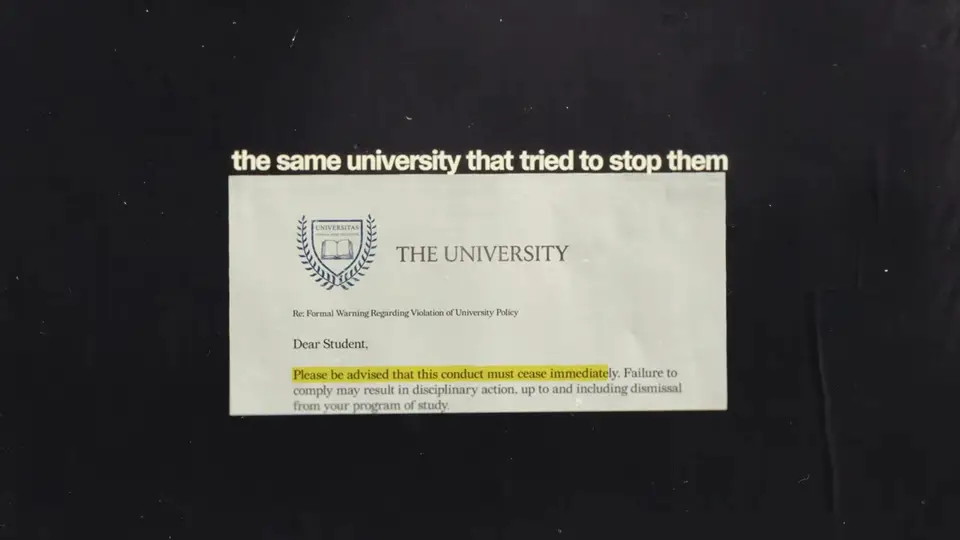 the same university that tried to stop them
UNIVERSITAS
THE UNIVERSITY
Re: Formal Warning Regarding Violation of University Policy
Dear Student,
Please be advised that this conduct must cease immediately. Failure to
comply may result in disciplinary action, up to and including dismissal
from your program of study